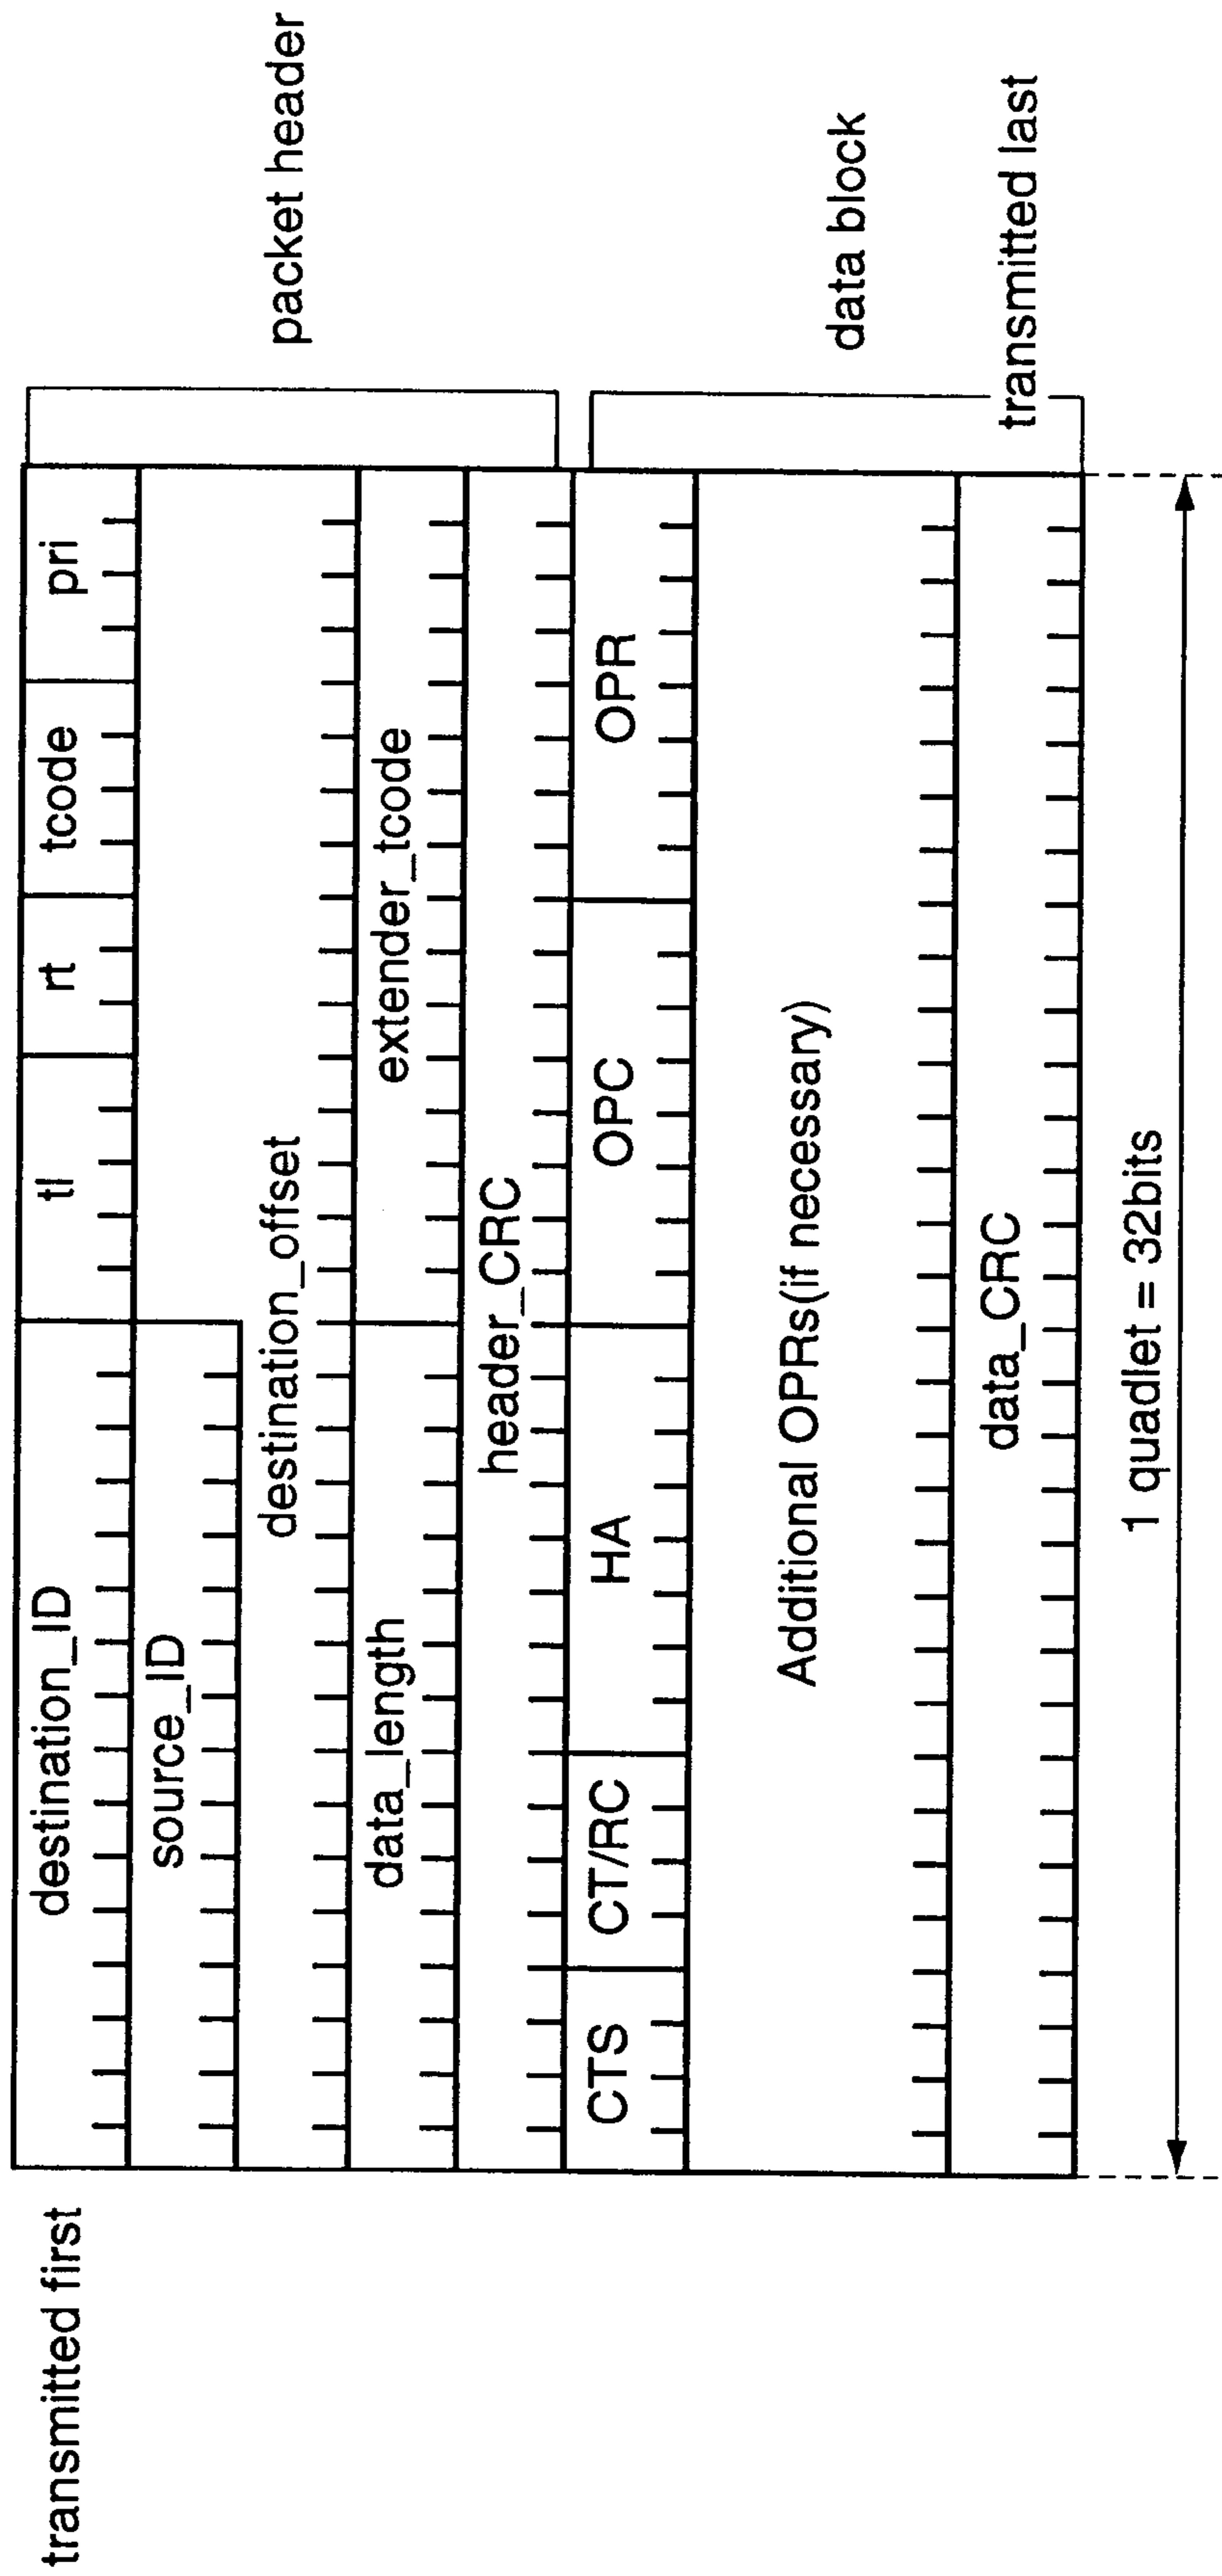 transmitted first
destination_ID tl rt tcode pri
source_ID
destination_offset
packet header
data_length extender_tcode
header_CRC
CTS CT/RC HA OPC OPR
Additional OPRs(if necessary)
data block
data_CRC
transmitted last
1 quadlet = 32bits